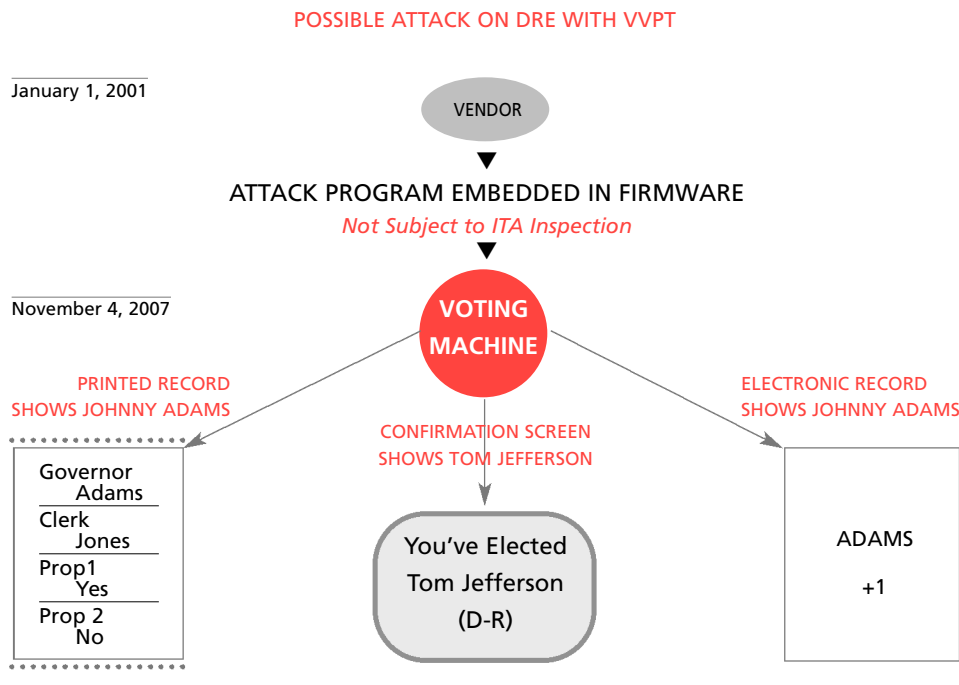 POSSIBLE ATTACK ON DRE WITH VVPT
January 1, 2001
VENDOR
ATTACK PROGRAM EMBEDDED IN FIRMWARE
Not Subject to ITA Inspection
November 4, 2007
VOTING
MACHINE
PRINTED RECORD
SHOWS JOHNNY ADAMS
CONFIRMATION SCREEN
SHOWS TOM JEFFERSON
ELECTRONIC RECORD
SHOWS JOHNNY ADAMS
Governor
Adams
Clerk
Jones
Prop1
Yes
Prop 2
No
You’ve Elected
Tom Jefferson
(D-R)
ADAMS
+1